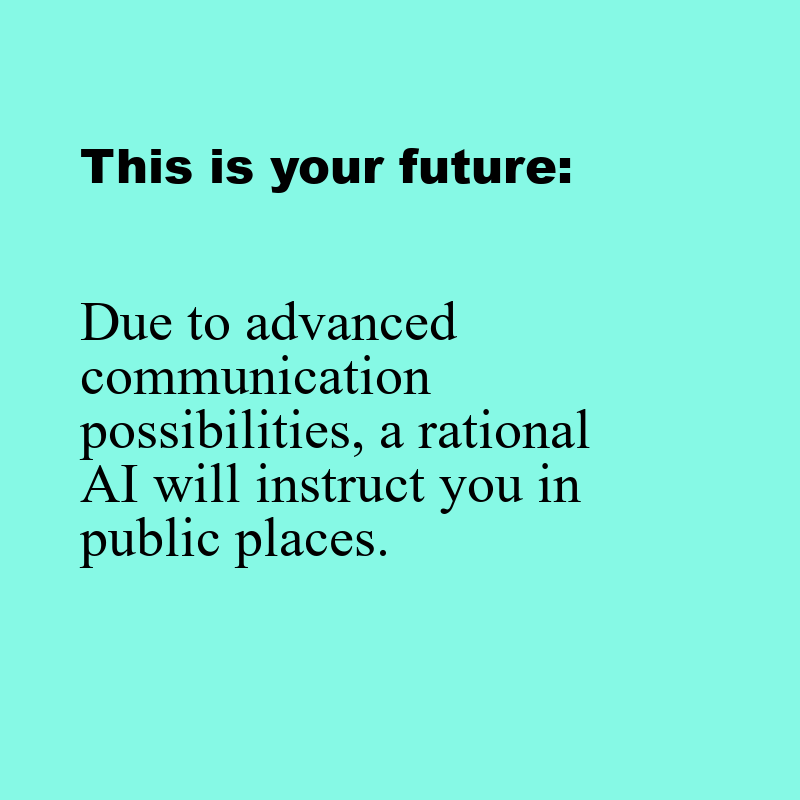 This is your future:
Due to advanced
communication
possibilities, a rational
AI will instruct you in
public places.